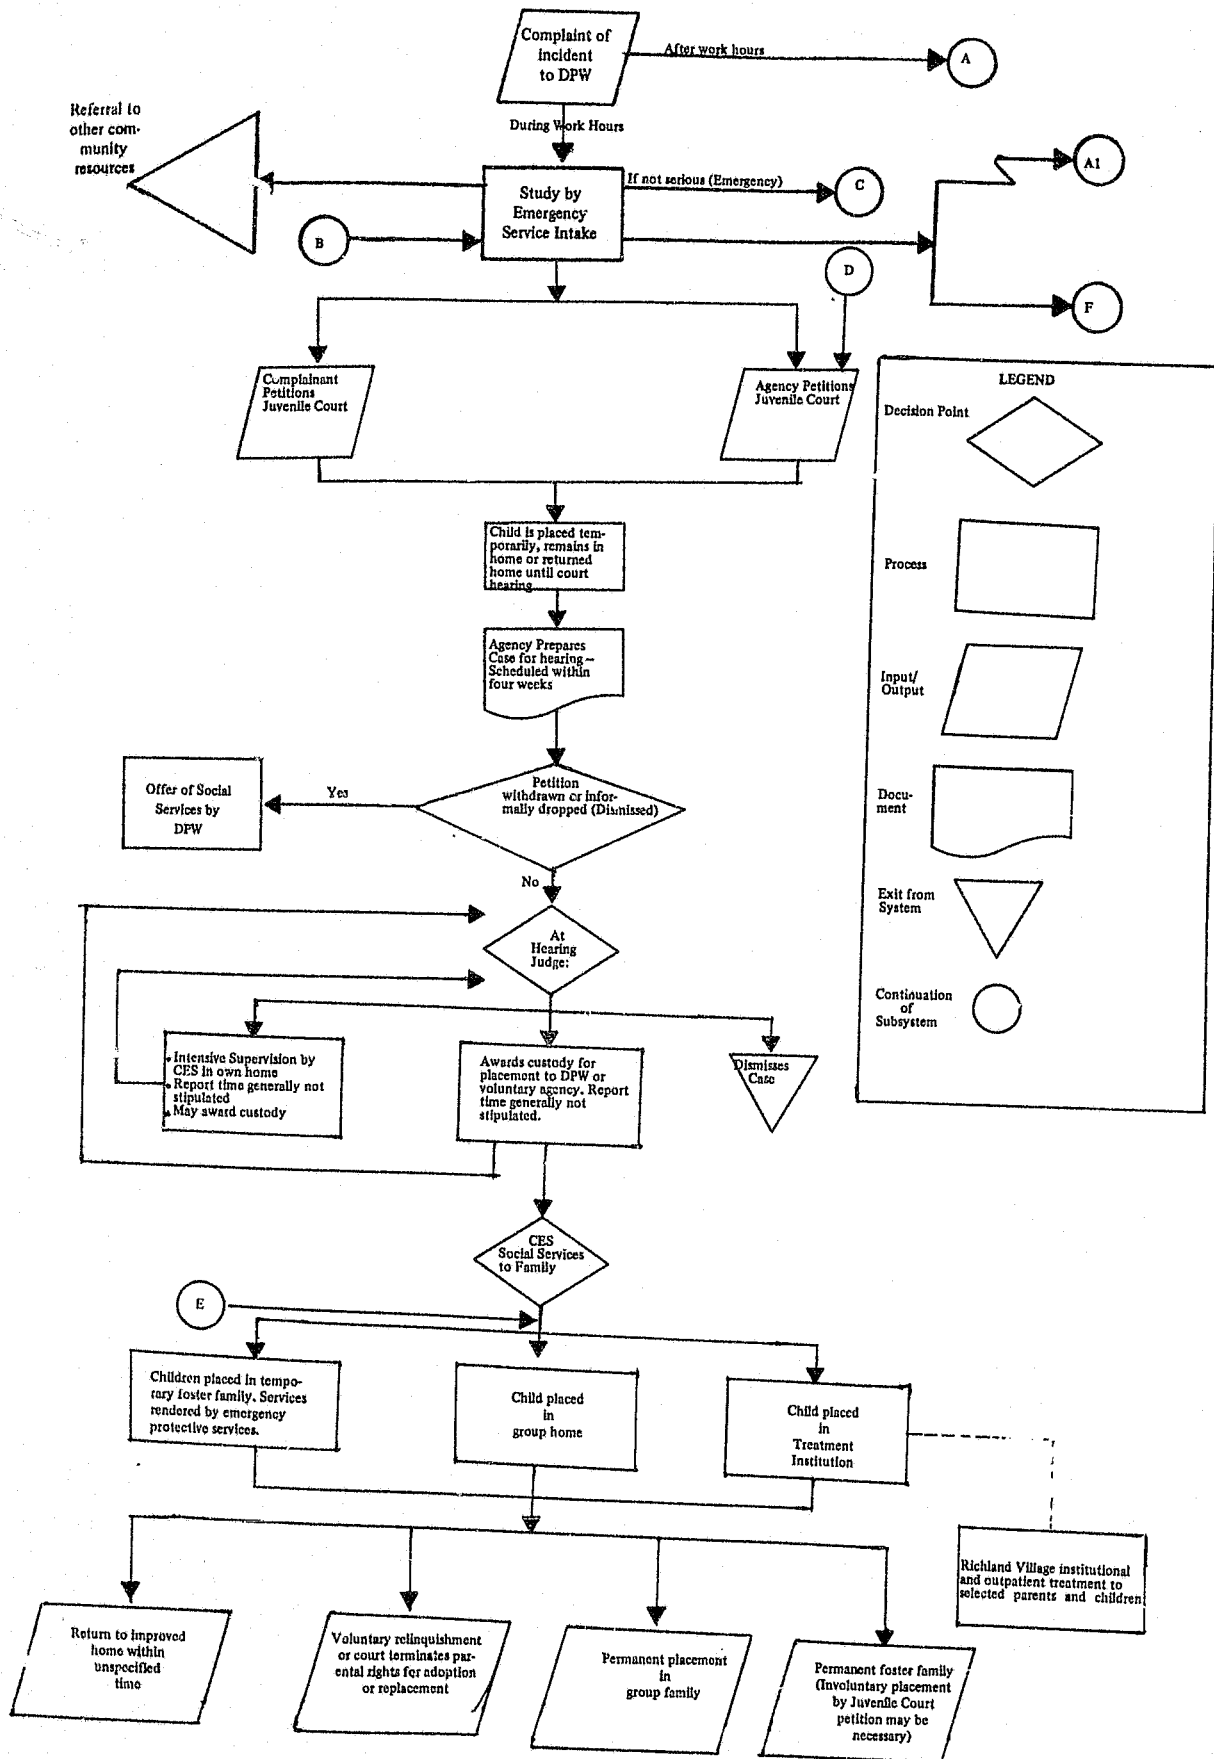 Complaint of
incident
to DPW
After work hours
A
Referral to
other com-
munity
resources
During Work Hours
A1
If not serious (Emergency)
C
Study by
Emergency
Service Intake
B
D
F
Complainant
Petitions
Juvenile Court
Agency Petitions
Juvenile Court
LEGEND
Decision Point
Process
Input/
Output
Docu-
ment
Exit from
System
Continuation
of
Subsystem
Child is placed tem-
porarily, remains in
home or returned
home until court
hearing
Agency Prepares
Case for hearing—
Scheduled within
four weeks
Petition
withdrawn or infor-
mally dropped (Dismissed)
Yes
Offer of Social
Services by
DPW
No
At
Hearing
Judge:
• Intensive Supervision by
CES in own home
• Report time generally not
stipulated
• May award custody
Awards custody for
placement to DPW or
voluntary agency. Report
time generally not
stipulated.
Dismisses
Case
CES
Social Services
to Family
E
Children placed in tempo-
rary foster family. Services
rendered by emergency
protective services.
Child placed
in
group home
Child placed
in
Treatment
Institution
Richland Village institutional
and outpatient treatment to
selected parents and children
Return to improved
home within
unspecified
time
Voluntary relinquishment
or court terminates par-
ental rights for adoption
or replacement
Permanent placement
in
group family
Permanent foster family
(Involuntary placement
by Juvenile Court
petition may be
necessary)